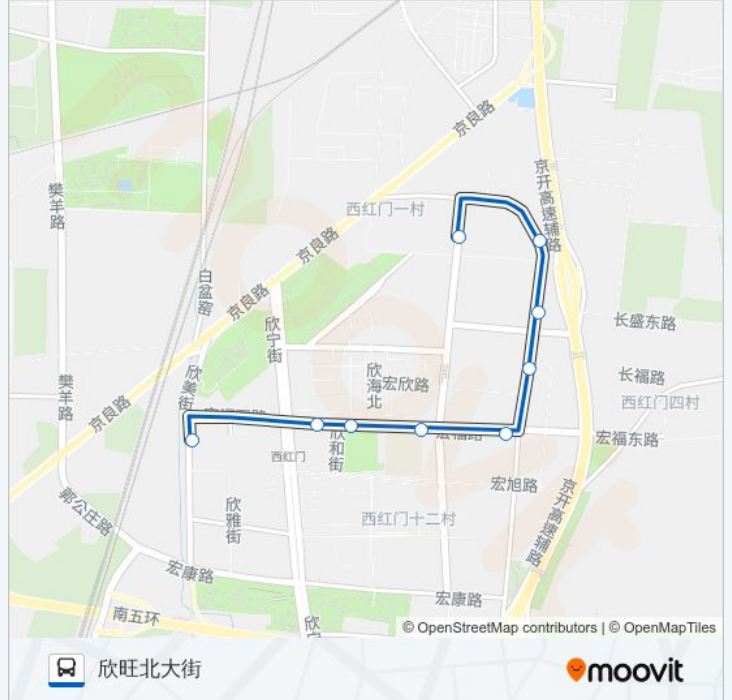 京良路
樊羊路
京开高速辅路
西红门一村
京良路
白盆窑
京良路
长盛东路
欣宁街
欣美街
欣海北
宏欣路
长福路
樊羊路
西红门四村
京良路
宏福路
宏福东路
欣和街
西红门
宏旭路
郭公庄路
欣雅街
西红门十二村
京开高速辅路
宏康路
宏康路
南五环
© OpenStreetMap contributors | © OpenMapTiles
欣旺北大街
moovit